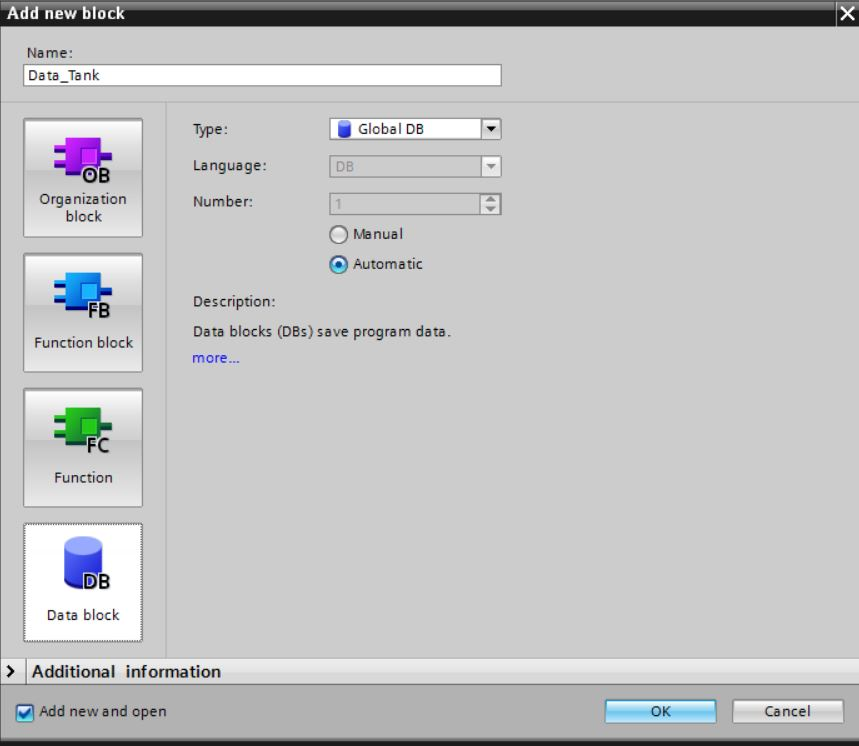 Add new block
Name:
Data_Tank
OB
Organization
block
FB
Function block
FC
Function
DB
Data block
Type:
Global DB
Language:
DB
Number:
1
Manual
Automatic
Description:
Data blocks (DBs) save program data.
more...
Additional information
Add new and open
OK
Cancel